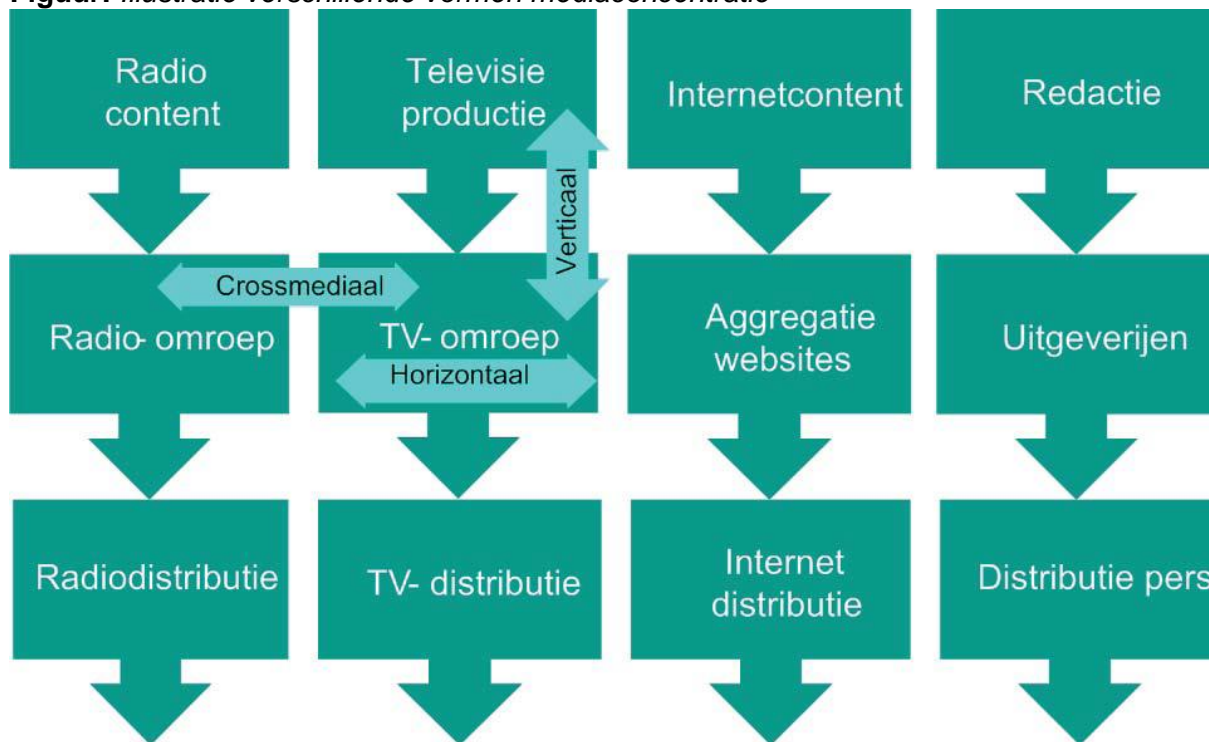 Radio
content
Televisie
productie
Internetcontent
Redactie
Verticaal
Crossmediaal
Radio- omroep
TV- omroep
Horizontaal
Aggregatie
websites
Uitgeverijen
Radiodistributie
TV- distributie
Internet
distributie
Distributie pers